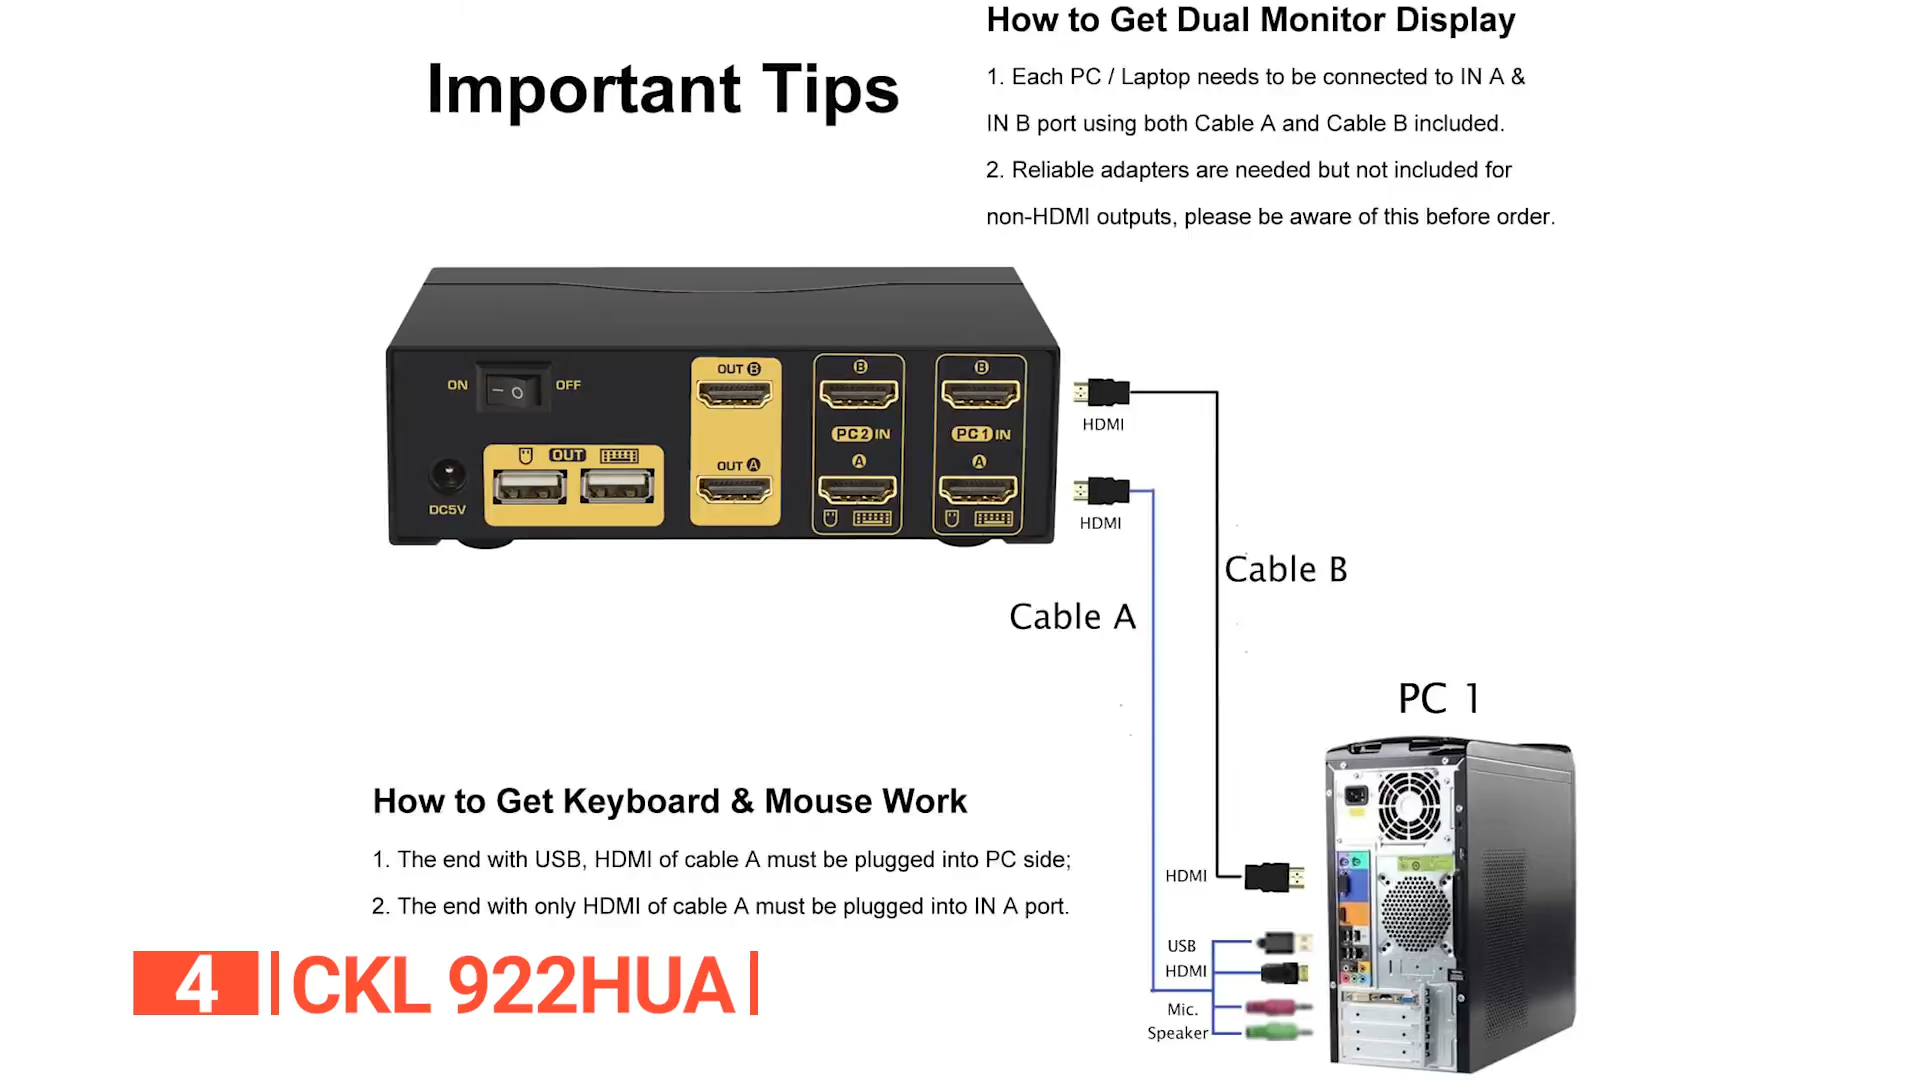 Important Tips
How to Get Dual Monitor Display
1. Each PC / Laptop needs to be connected to IN A &
IN B port using both Cable A and Cable B included.
2. Reliable adapters are needed but not included for
non-HDMI outputs, please be aware of this before order.
ON
OFF
OUT B
B
B
PC 2 IN
PC 1 IN
OUT
OUT A
A
A
DC5V
HDMI
HDMI
Cable B
Cable A
PC 1
How to Get Keyboard & Mouse Work
1. The end with USB, HDMI of cable A must be plugged into PC side;
2. The end with only HDMI of cable A must be plugged into IN A port.
HDMI
USB
HDMI
Mic.
Speaker
4
CKL 922HUA